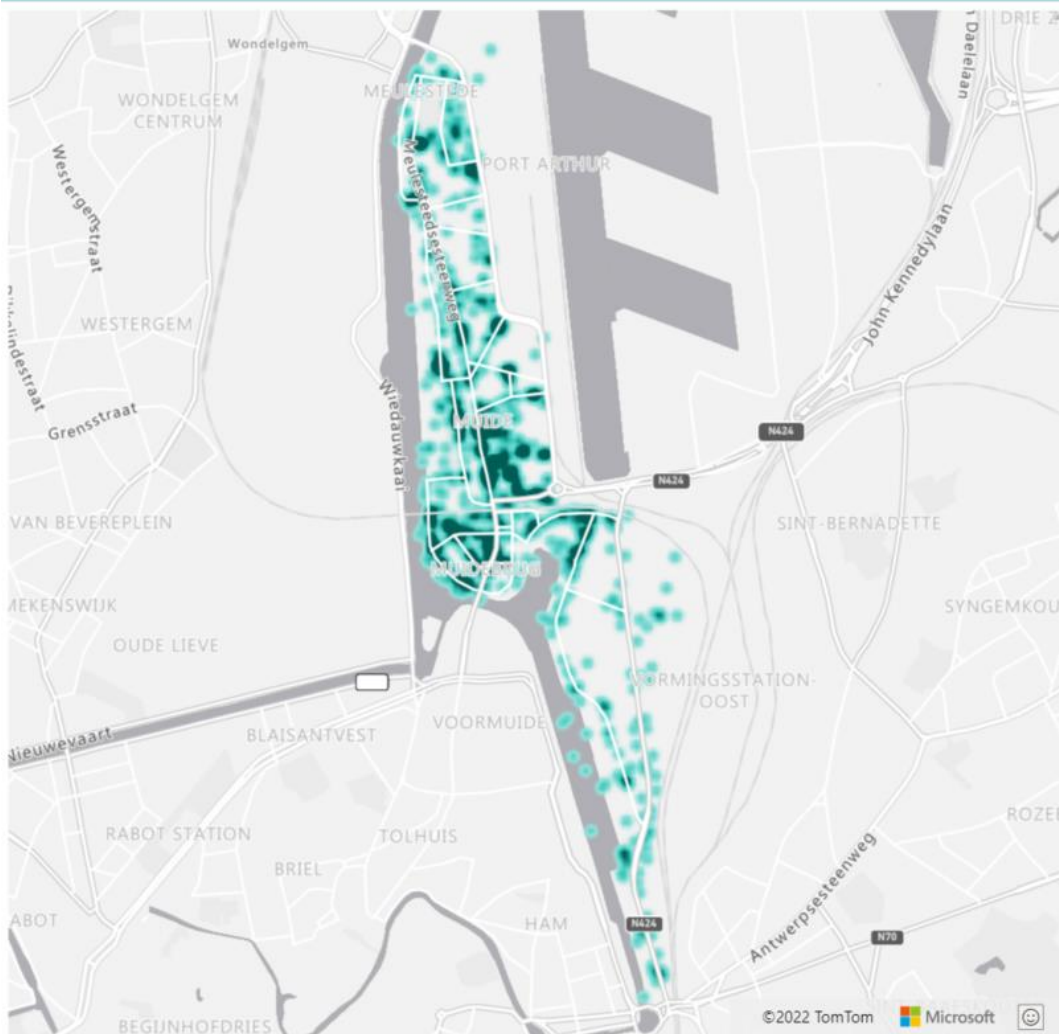 DRIE Z
Wondelgem
n Daelelaan
MEULESTEDE
WONDELGEM
CENTRUM
PORT ARTHUR
Meulesteedsesteenweg
Westergemstraat
John Kennedylaan
WESTERGEM
Wiedauwkaai
Grensstraat
MUIDE
N424
N424
VAN BEVEREPLEIN
SINT-BERNADETTE
MUIDEBRUG
MEKENSWIJK
SYNGEMKOU
OUDE LIEVE
VORMINGSSTATION-
OOST
VOORMUIDE
BLAISANTVEST
Nieuwevaart
RABOT STATION
TOLHUIS
ROZE
BRIEL
Antwerpsesteenweg
ABOT
HAM
N424
N70
©2022 TomTom
Microsoft
BEGIJNHOFDRIES